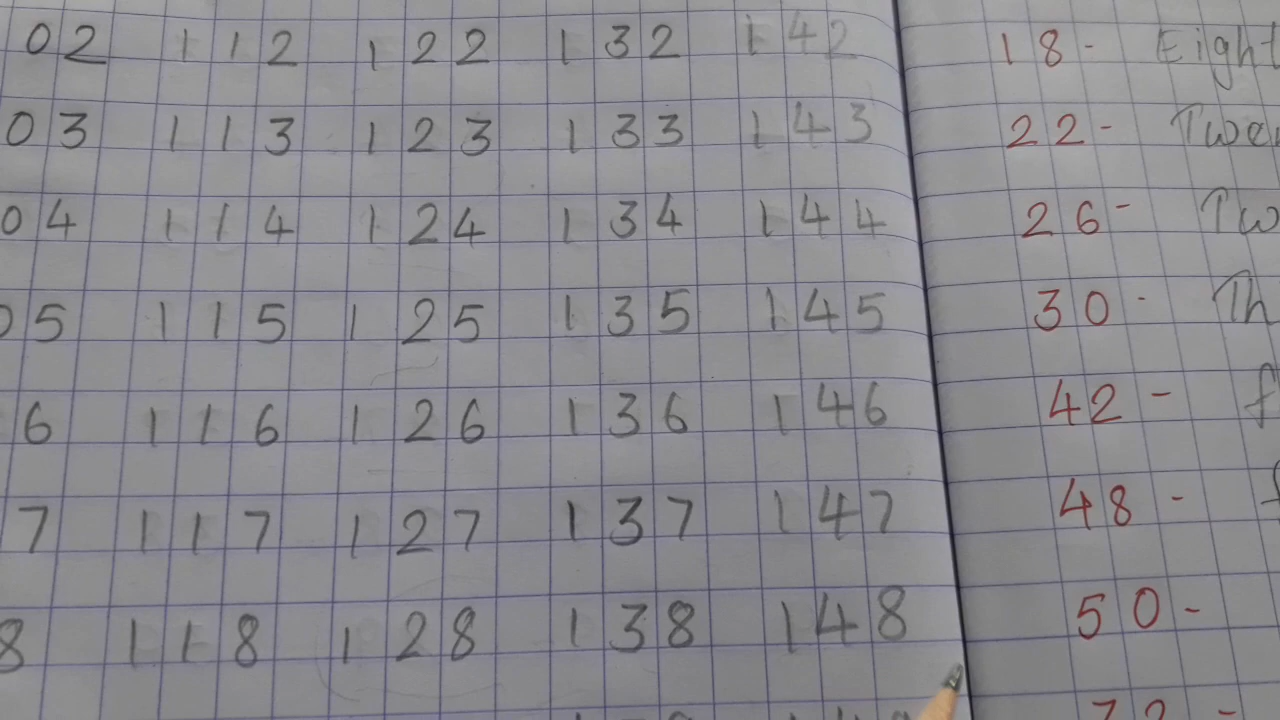 02 112 122 132 142
03 113 123 133 143
04 114 124 134 144
05 115 125 135 145
6 116 126 136 146
7 117 127 137 147
8 118 128 138 148
18- Eight
22- Twe
26- Tw
30- Th
42- f
48- f
50-
72-